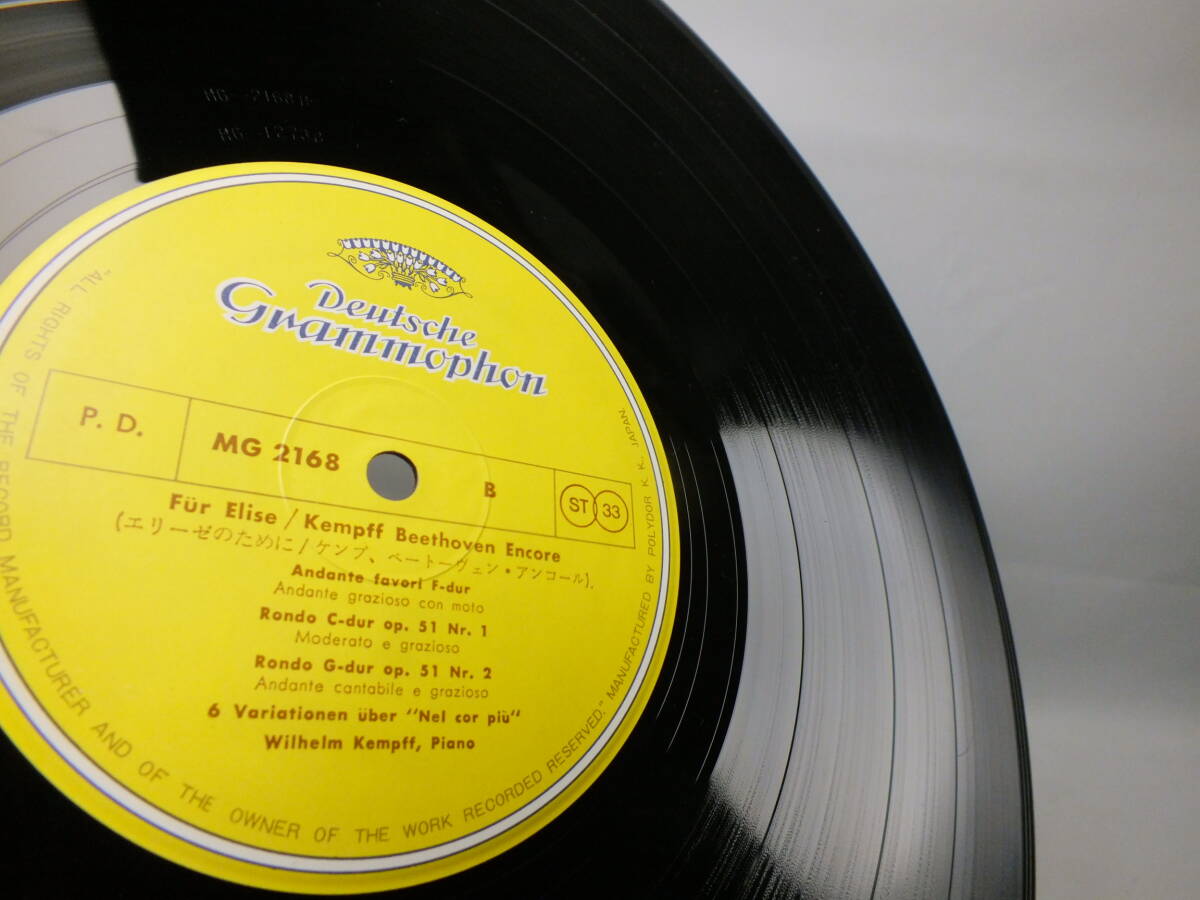 MG 2168
Deutsche
Grammophon
P. D.
MG 2168
B
ST 33
Für Elise / Kempff Beethoven Encore
(エリーゼのために / ケンプ、ベートーヴェン・アンコール).
Andante favori F-dur
Andante grazioso con moto
Rondo C-dur op. 51 Nr. 1
Moderato e grazioso
Rondo G-dur op. 51 Nr. 2
Andante cantabile e grazioso
6 Variationen über "Nel cor più"
Wilhelm Kempff, Piano
"ALL RIGHTS OF THE RECORD MANUFACTURER AND OF THE OWNER OF THE WORK RECORDED RESERVED." MANUFACTURED BY POLYDOR K. K., JAPAN.